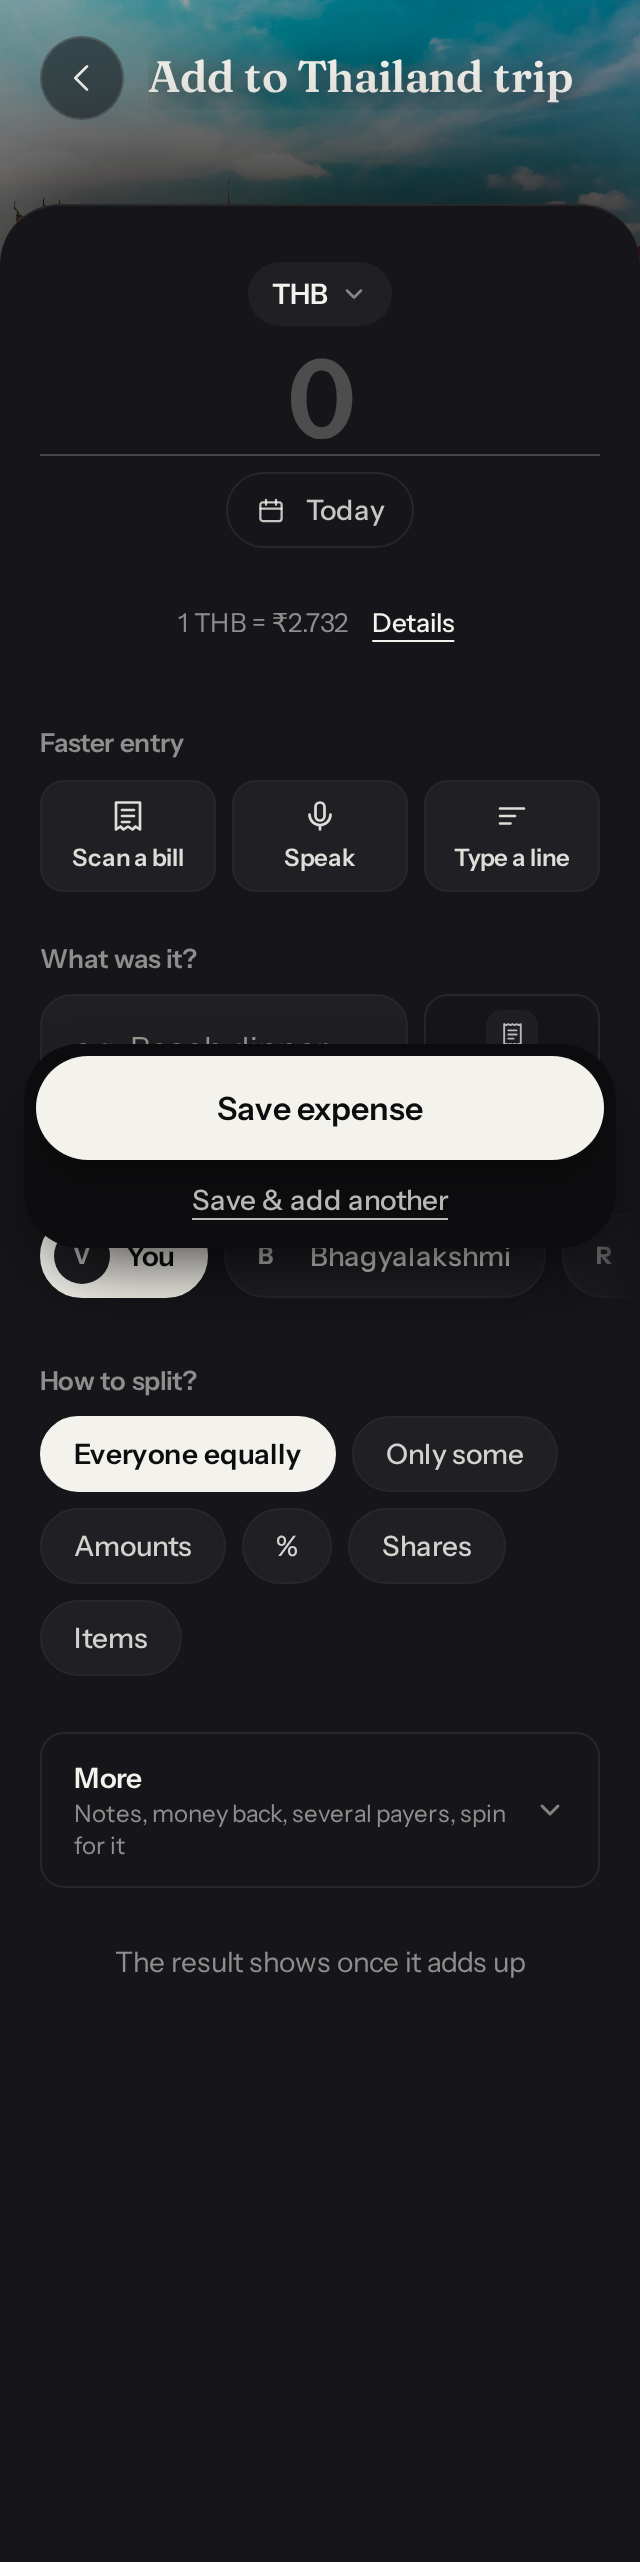 Add to Thailand trip
THB
0
Today
1 THB = ₹2.732 Details
Faster entry
Scan a bill
Speak
Type a line
What was it?
Save expense
Save & add another
V You
B Bhagyalakshmi
R
How to split?
Everyone equally
Only some
Amounts
%
Shares
Items
More
Notes, money back, several payers, spin
for it
The result shows once it adds up